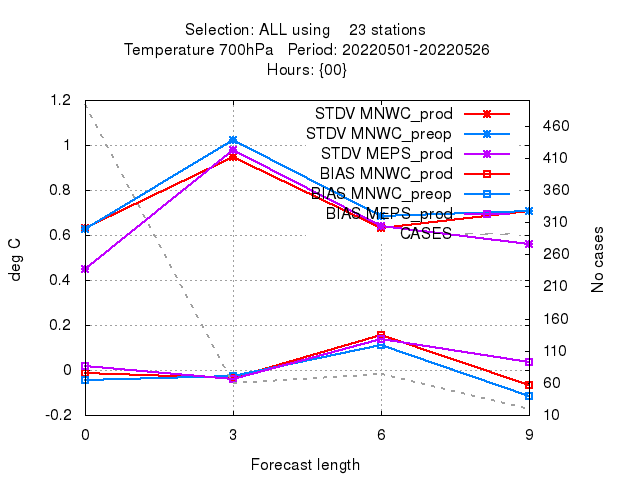 Selection: ALL using 23 stations
Temperature 700hPa Period: 20220501-20220526
Hours: {00}
1.2
1
0.8
0.6
0.4
0.2
0
-0.2
deg C
STDV MNWC_prod
STDV MNWC_preop
STDV MEPS_prod
BIAS MNWC_prod
BIAS MNWC_preop
BIAS MEPS_prod
CASES
460
410
360
310
260
210
160
110
60
10
No cases
0 3 6 9
Forecast length